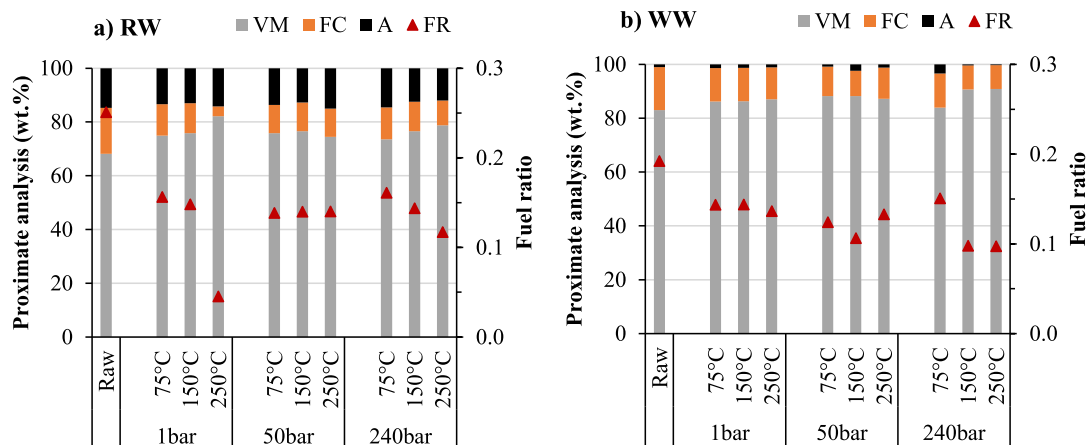 a) RW
VM FC A FR
Proximate analysis (wt.%)
100
80
60
40
20
0
0.3
0.2
0.1
0.0
Fuel ratio
Raw 75°C 150°C 250°C 75°C 150°C 250°C 75°C 150°C 250°C
1bar 50bar 240bar
b) WW
VM FC A FR
Proximate analysis (wt.%)
100
80
60
40
20
0
0.3
0.2
0.1
0.0
Fuel ratio
Raw 75°C 150°C 250°C 75°C 150°C 250°C 75°C 150°C 250°C
1bar 50bar 240bar